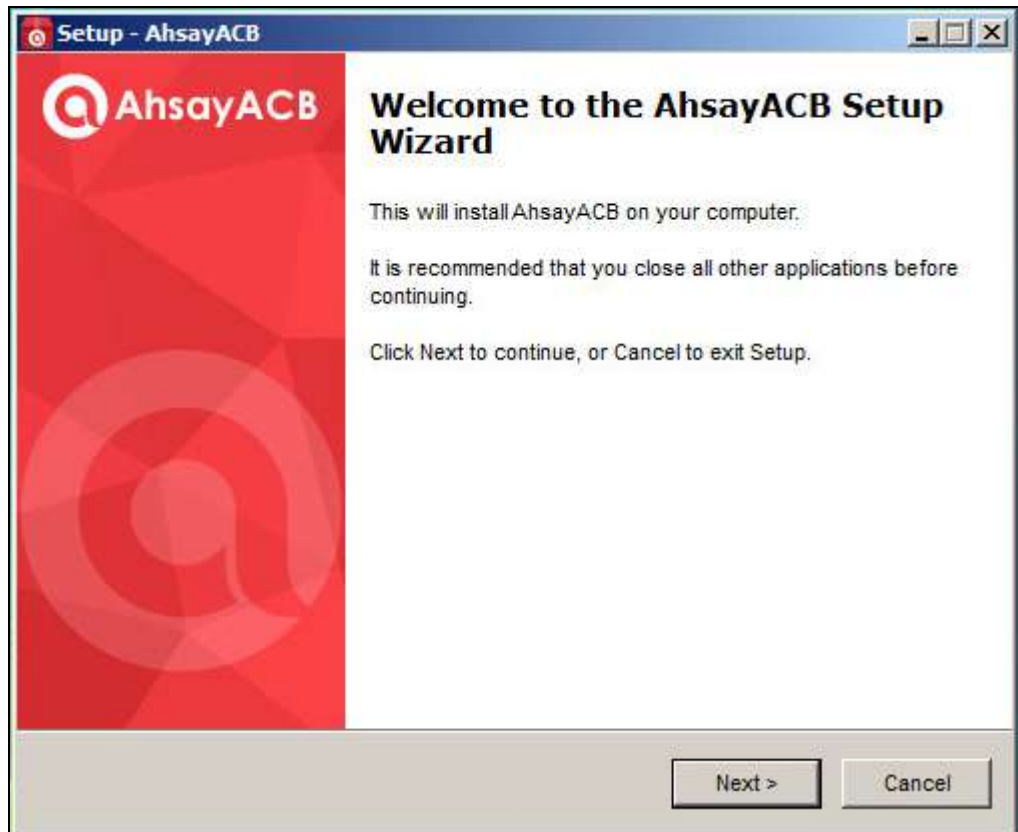 Setup - AhsayACB
AhsayACB
Welcome to the AhsayACB Setup
Wizard
This will install AhsayACB on your computer.
It is recommended that you close all other applications before
continuing.
Click Next to continue, or Cancel to exit Setup.
Next >
Cancel